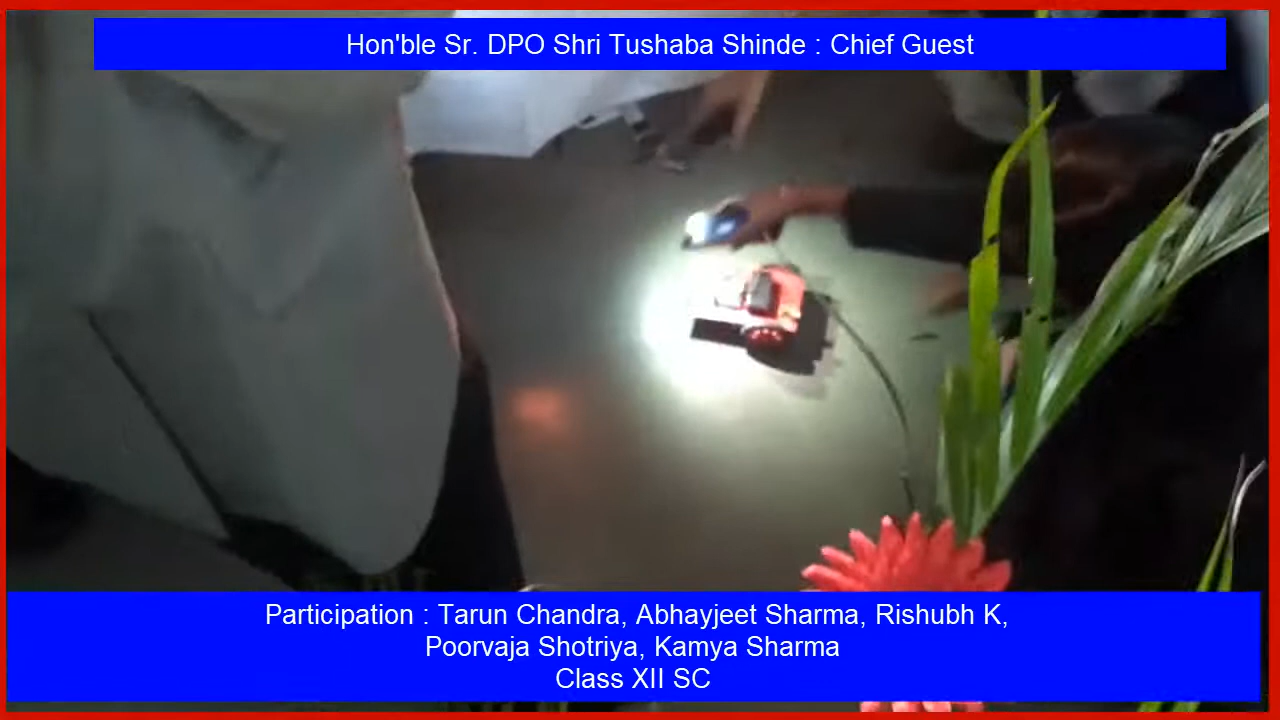 Hon'ble Sr. DPO Shri Tushaba Shinde : Chief Guest
Participation : Tarun Chandra, Abhayjeet Sharma, Rishubh K,
Poorvaja Shotriya, Kamya Sharma
Class XII SC